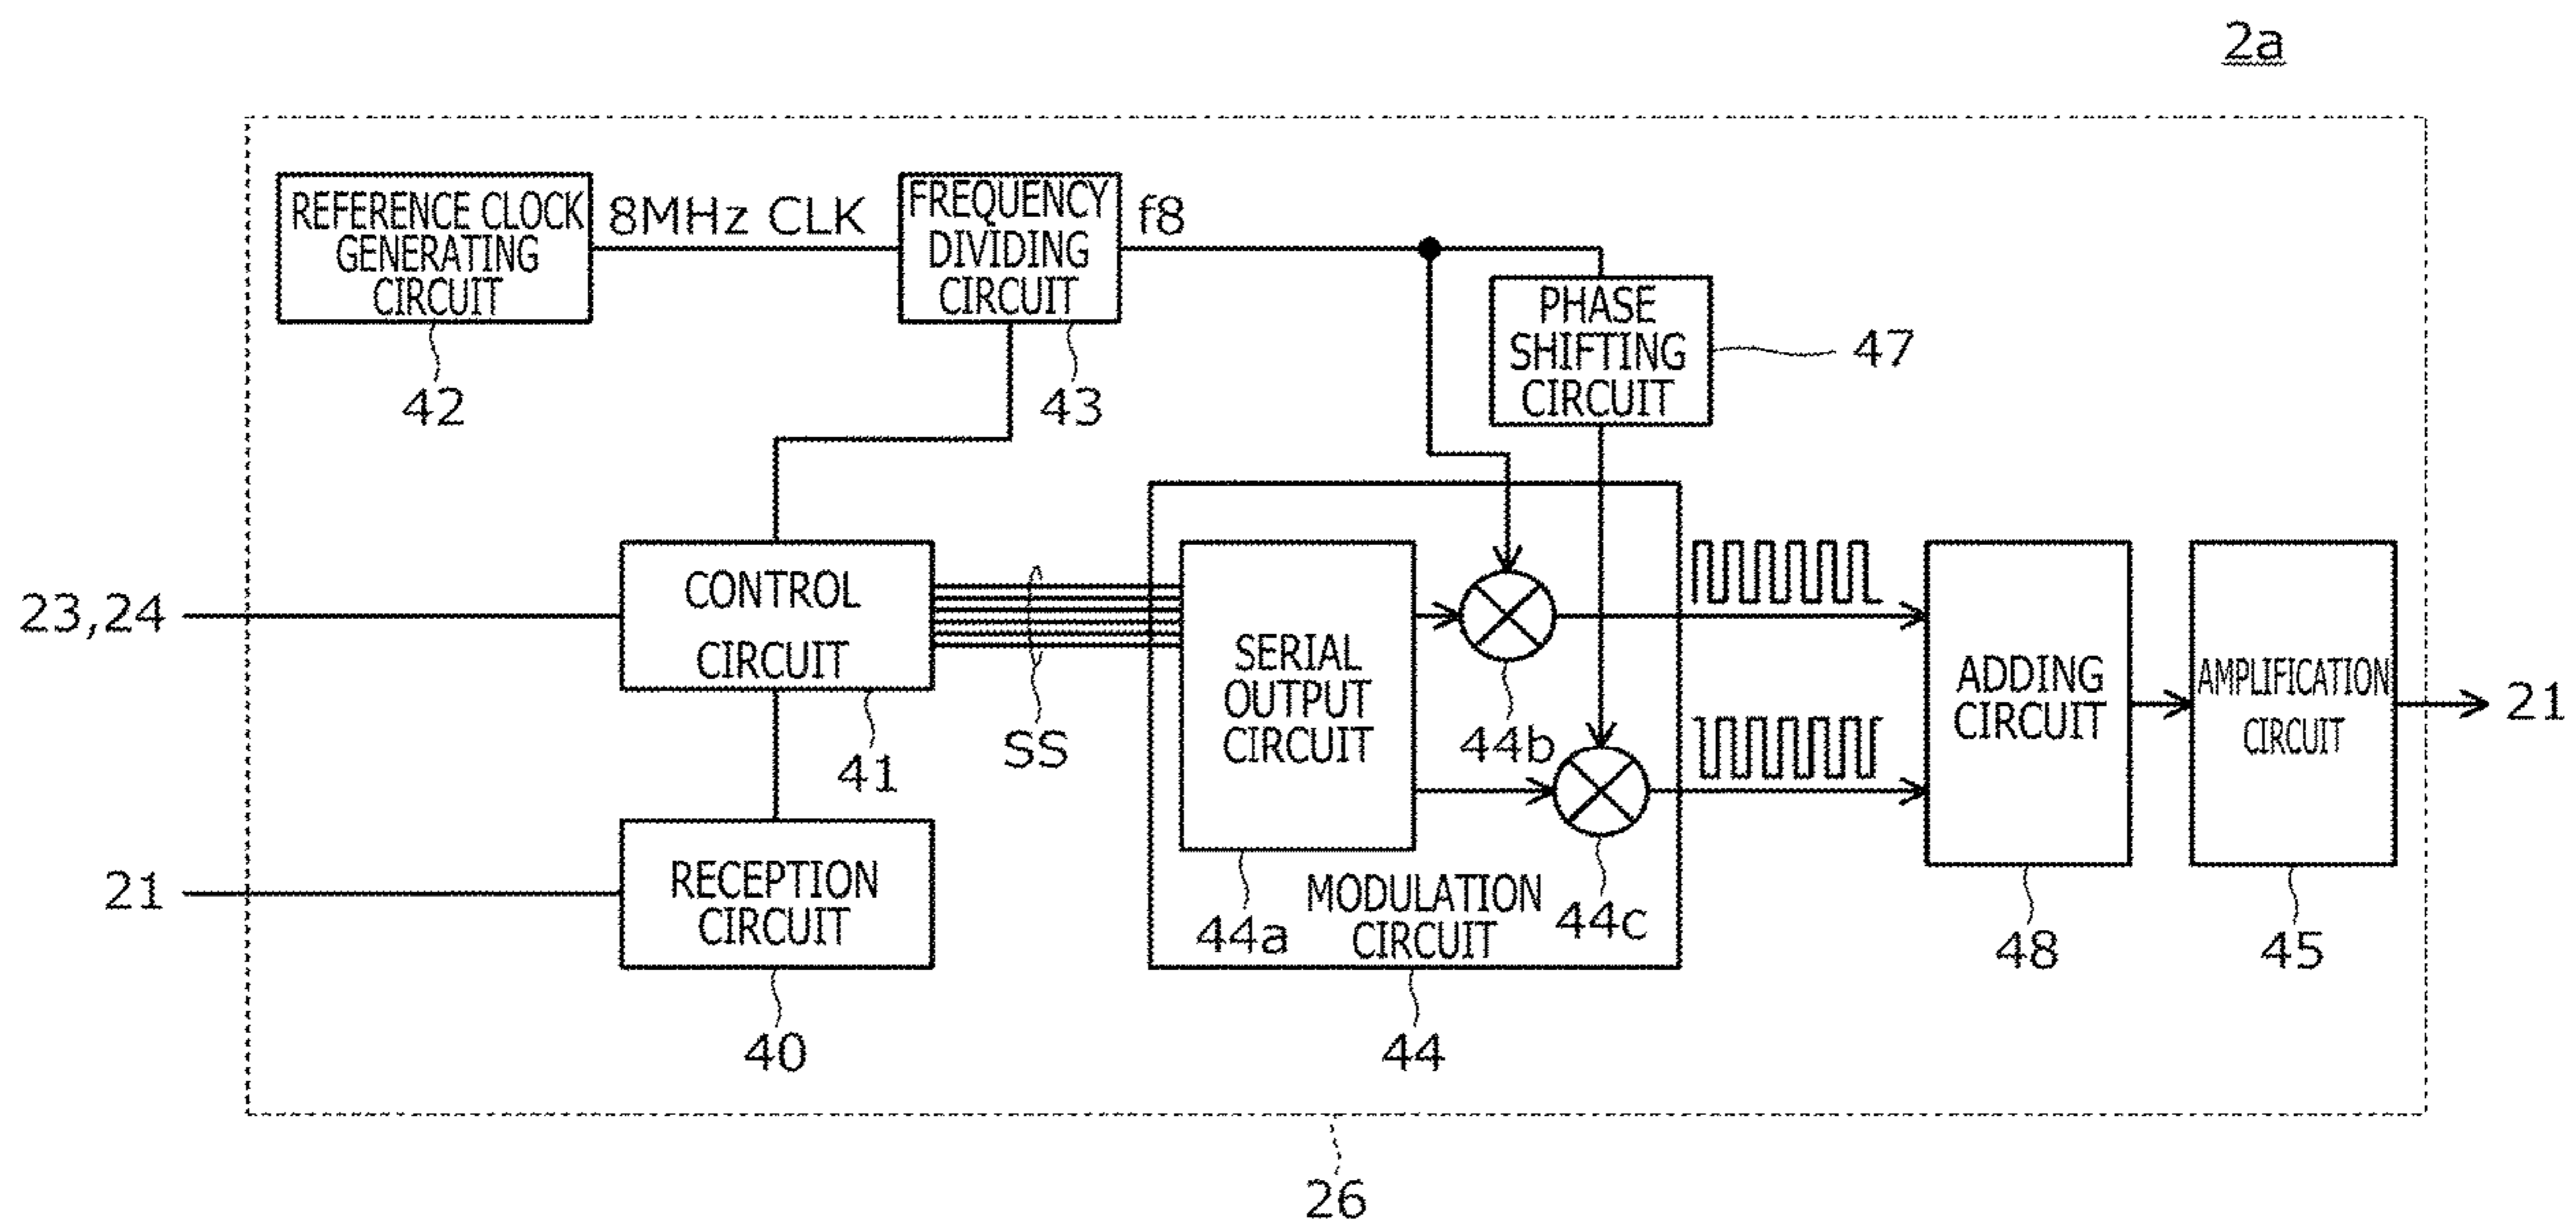 2a
REFERENCE CLOCK
GENERATING
CIRCUIT
42
8MHz CLK
FREQUENCY
DIVIDING
CIRCUIT
43
f8
PHASE
SHIFTING
CIRCUIT
47
23,24
CONTROL
CIRCUIT
41
SS
SERIAL
OUTPUT
CIRCUIT
44a
44b
44c
MODULATION
CIRCUIT
44
ADDING
CIRCUIT
48
AMPLIFICATION
CIRCUIT
45
21
21
RECEPTION
CIRCUIT
40
26